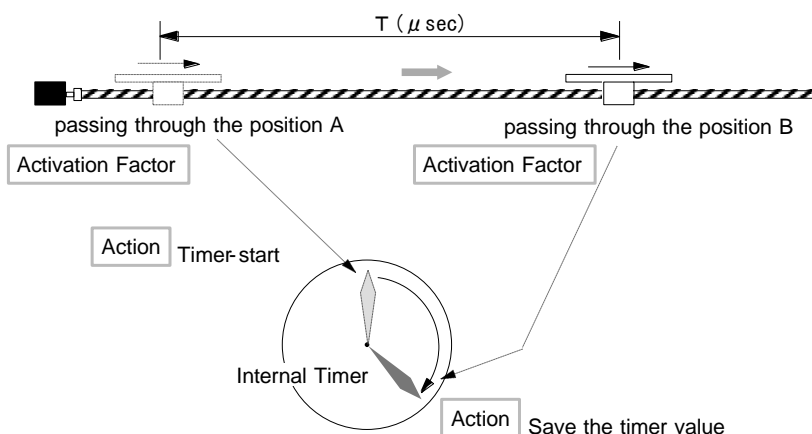 T (μsec)
passing through the position A
passing through the position B
Activation Factor
Activation Factor
Action
Timer-start
Internal Timer
Action
Save the timer value